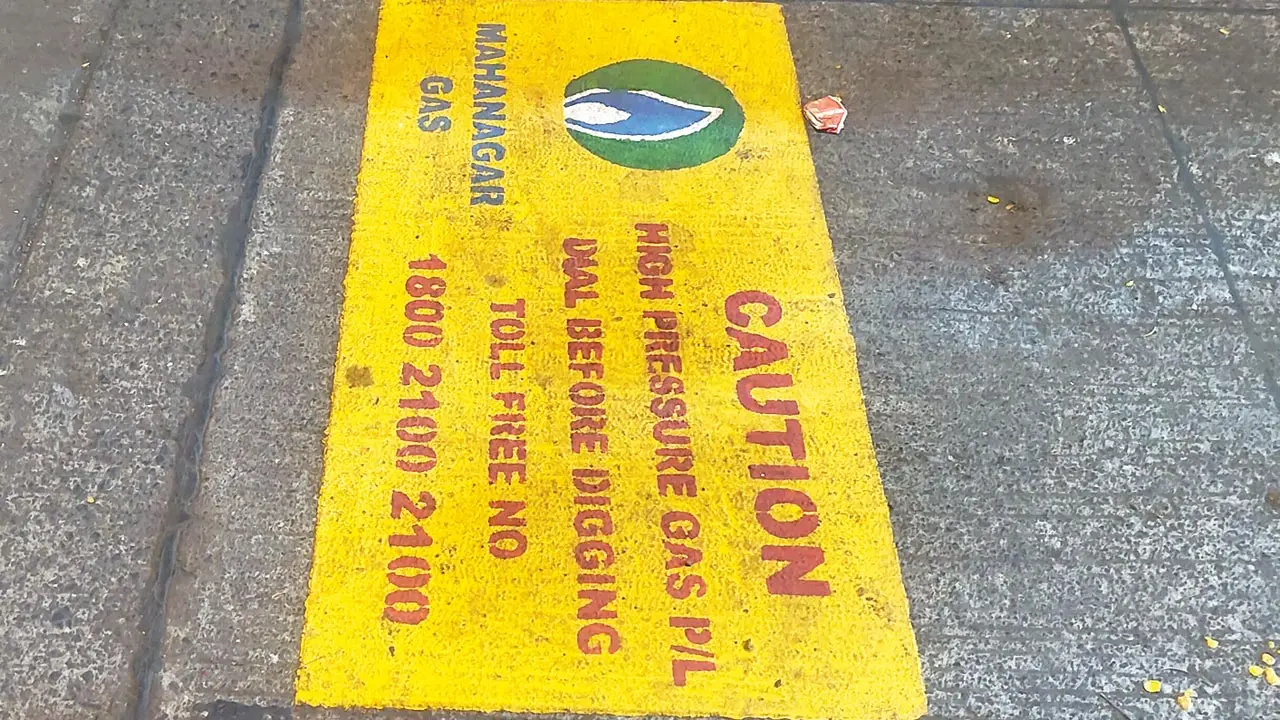 MAHANAGAR
GAS
CAUTION
HIGH PRESSURE GAS P/L
DIAL BEFORE DIGGING
TOLL FREE NO
1800 2100 2100